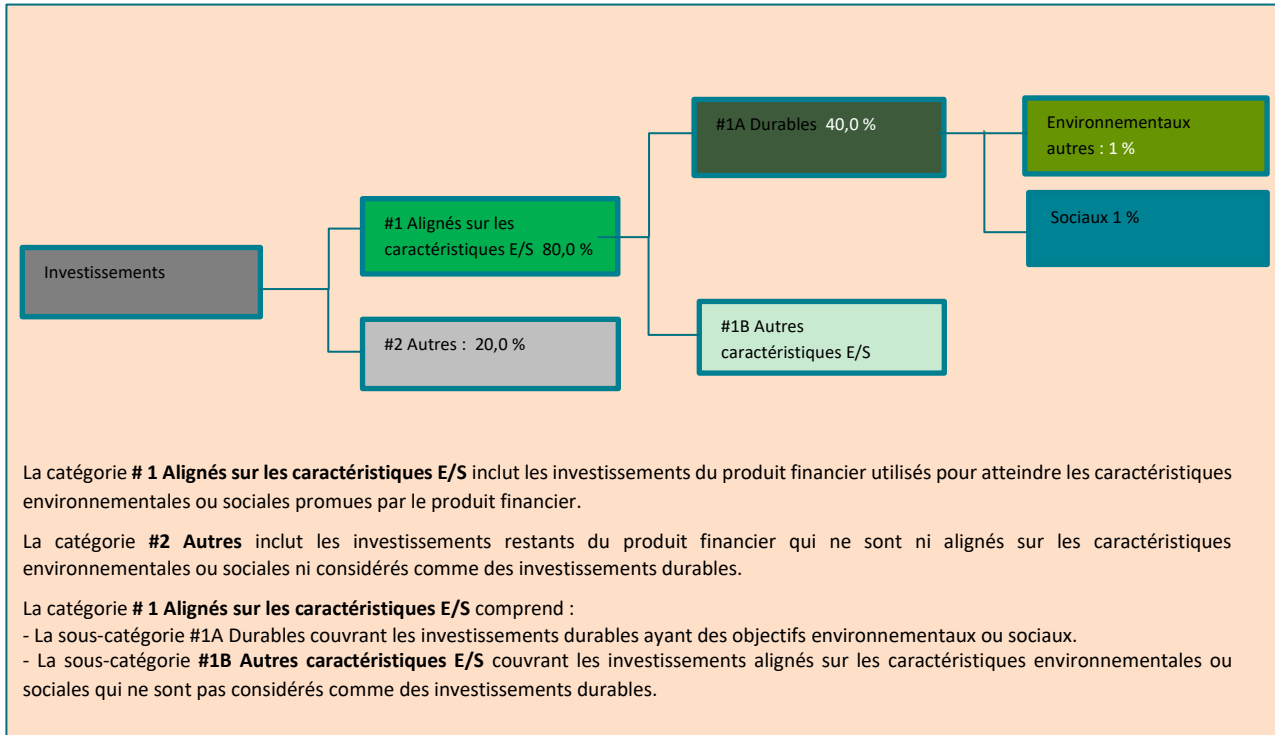 #1A Durables 40,0 %
Environnementaux
autres : 1 %
#1 Alignés sur les
caractéristiques E/S 80,0 %
Sociaux 1 %
Investissements
#2 Autres : 20,0 %
#1B Autres
caractéristiques E/S
La catégorie # 1 Alignés sur les caractéristiques E/S inclut les investissements du produit financier utilisés pour atteindre les caractéristiques
environnementales ou sociales promues par le produit financier.
La catégorie #2 Autres inclut les investissements restants du produit financier qui ne sont ni alignés sur les caractéristiques
environnementales ou sociales ni considérés comme des investissements durables.
La catégorie # 1 Alignés sur les caractéristiques E/S comprend :
- La sous-catégorie #1A Durables couvrant les investissements durables ayant des objectifs environnementaux ou sociaux.
- La sous-catégorie #1B Autres caractéristiques E/S couvrant les investissements alignés sur les caractéristiques environnementales ou
sociales qui ne sont pas considérés comme des investissements durables.